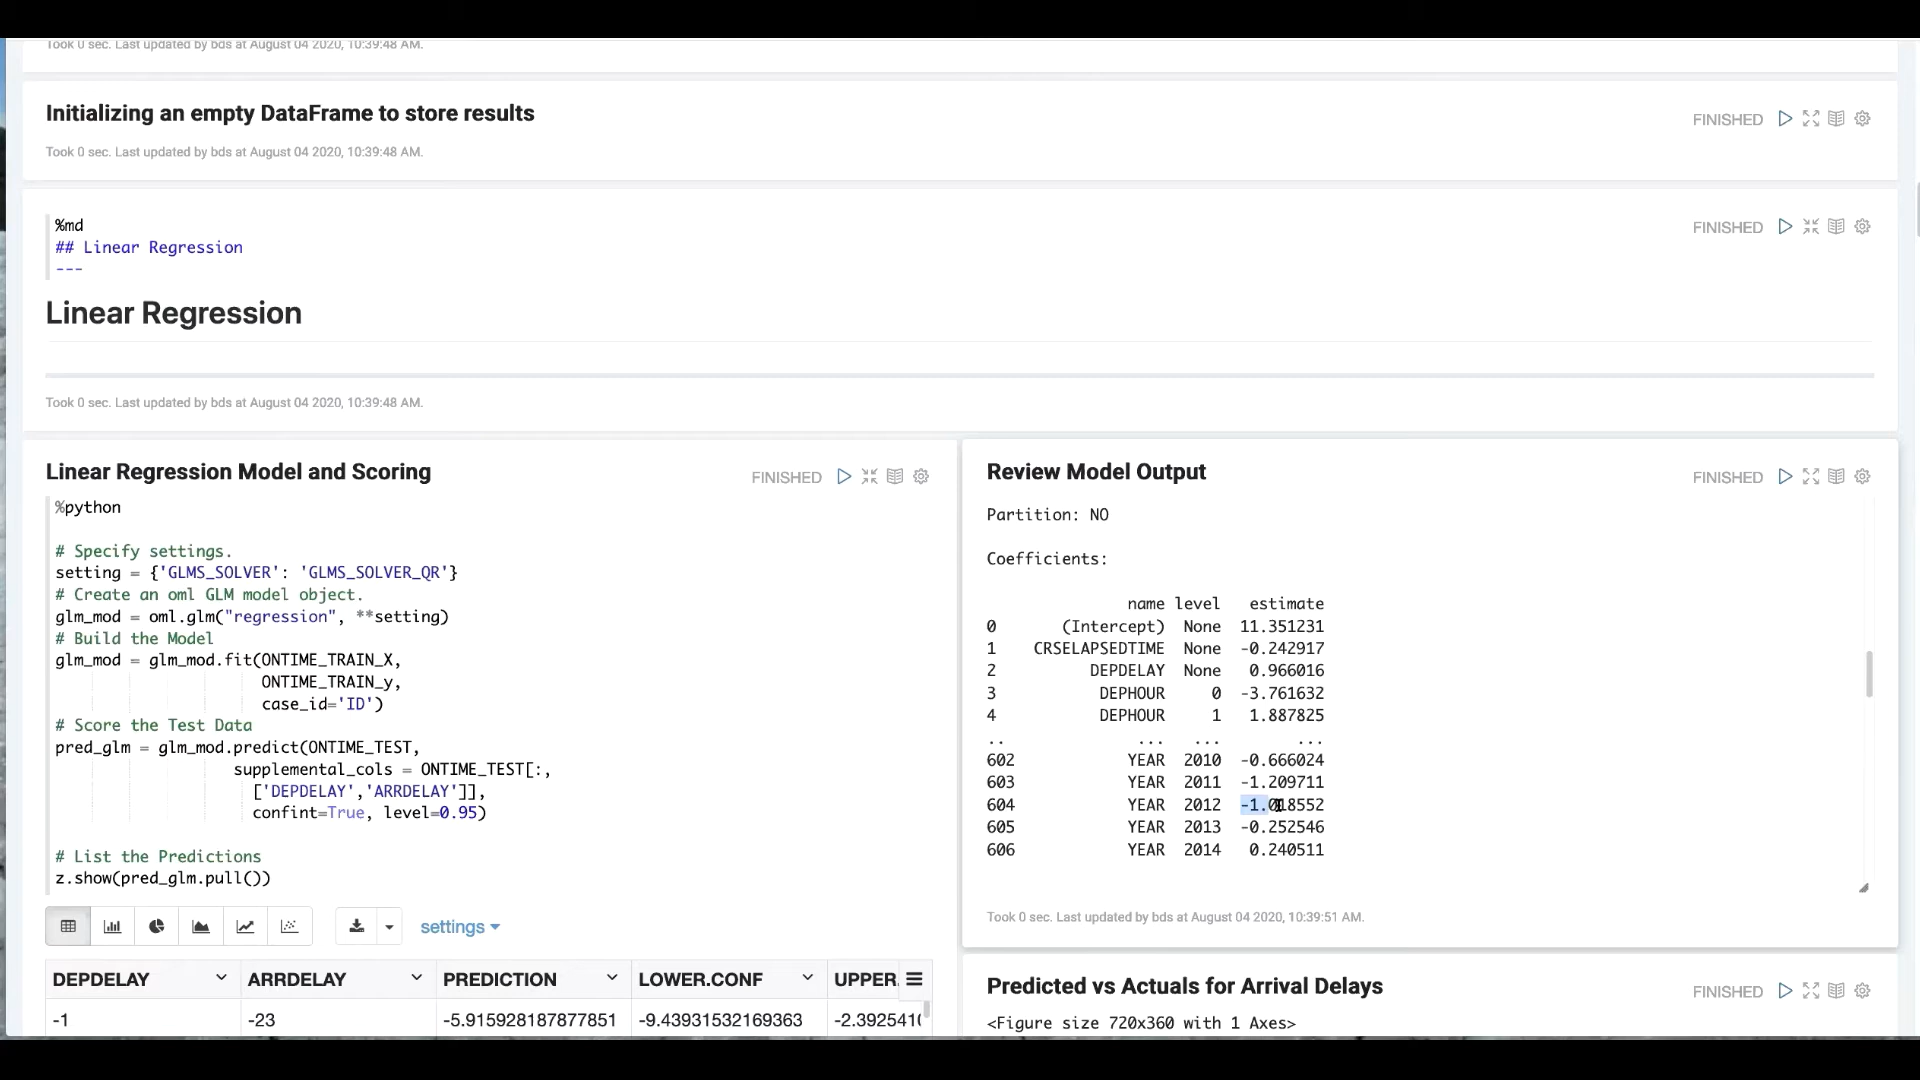 Took 0 sec. Last updated by bds at August 04 2020, 10:39:48 AM.
Initializing an empty DataFrame to store results
FINISHED
Took 0 sec. Last updated by bds at August 04 2020, 10:39:48 AM.
%md
## Linear Regression
---
FINISHED
Linear Regression
Took 0 sec. Last updated by bds at August 04 2020, 10:39:48 AM.
Linear Regression Model and Scoring
FINISHED
%python
# Specify settings.
setting = {'GLMS_SOLVER': 'GLMS_SOLVER_QR'}
# Create an oml GLM model object.
glm_mod = oml.glm("regression", **setting)
# Build the Model
glm_mod = glm_mod.fit(ONTIME_TRAIN_X,
ONTIME_TRAIN_y,
case_id='ID')
# Score the Test Data
pred_glm = glm_mod.predict(ONTIME_TEST,
supplemental_cols = ONTIME_TEST[:,
['DEPDELAY','ARRDELAY']],
confint=True, level=0.95)
# List the Predictions
z.show(pred_glm.pull())
settings
DEPDELAY ARRDELAY PREDICTION LOWER.CONF UPPER.
-1 -23 -5.915928187877851 -9.43931532169363 -2.392541
Review Model Output
FINISHED
Partition: NO
Coefficients:
name level estimate
0 (Intercept) None 11.351231
1 CRSELAPSEDTIME None -0.242917
2 DEPDELAY None 0.966016
3 DEPHOUR 0 -3.761632
4 DEPHOUR 1 1.887825
.. ... ... ...
602 YEAR 2010 -0.666024
603 YEAR 2011 -1.209711
604 YEAR 2012 -1.018552
605 YEAR 2013 -0.252546
606 YEAR 2014 0.240511
Took 0 sec. Last updated by bds at August 04 2020, 10:39:51 AM.
Predicted vs Actuals for Arrival Delays
FINISHED
<Figure size 720x360 with 1 Axes>